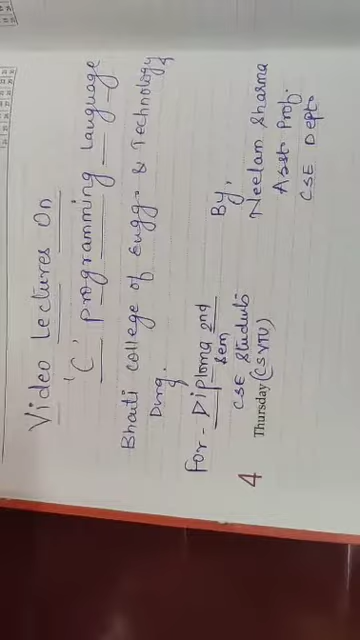 Video Lectures On
'C' programming Language
Bharti college of Engg. & Technology
Durg.
For - Diploma 2nd
Sem
CSE Students
(CSVTU)
By,
Neelam Sharma
Asst. Prof.
CSE Dept.
4 Thursday